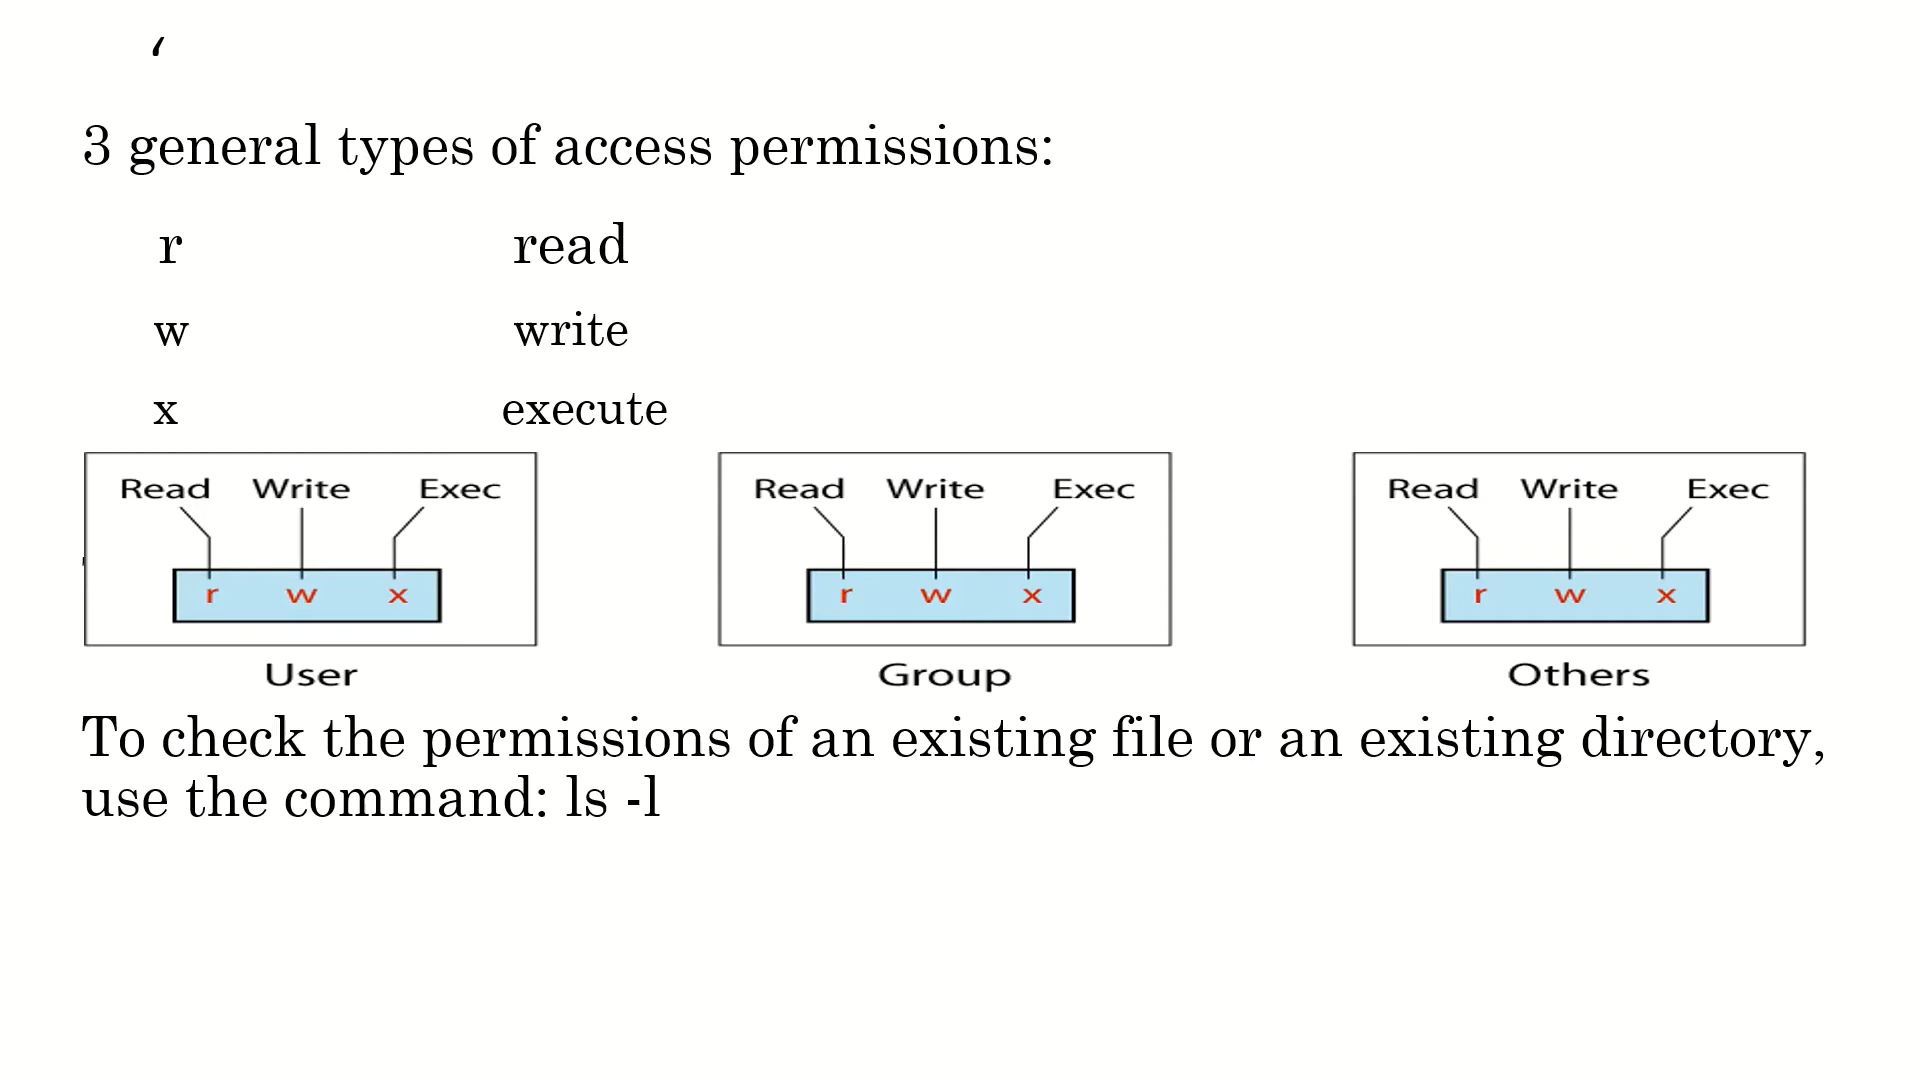 3 general types of access permissions:
r read
w write
x execute
Read Write Exec
r w x
User
Read Write Exec
r w x
Group
Read Write Exec
r w x
Others
To check the permissions of an existing file or an existing directory,
use the command: ls -l